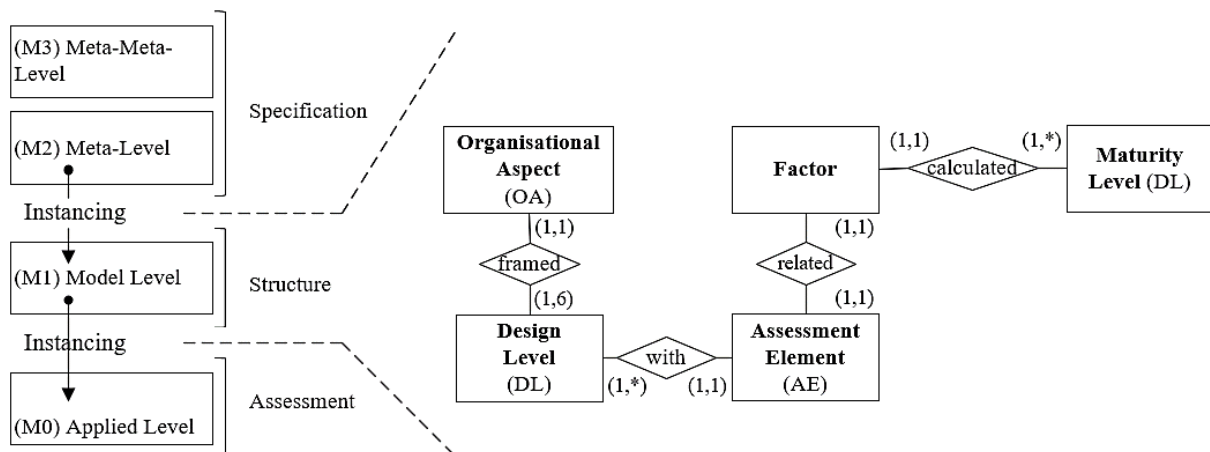 (M3) Meta-Meta-
Level
Specification
(M2) Meta-Level
Instancing
(M1) Model Level
Structure
Instancing
Assessment
(M0) Applied Level
Organisational
Aspect
(OA)
(1,1)
framed
(1,6)
Design
Level
(DL)
(1,*)
with
(1,1)
Assessment
Element
(AE)
(1,1)
related
(1,1)
Factor
(1,1)
calculated
(1,*)
Maturity
Level (DL)